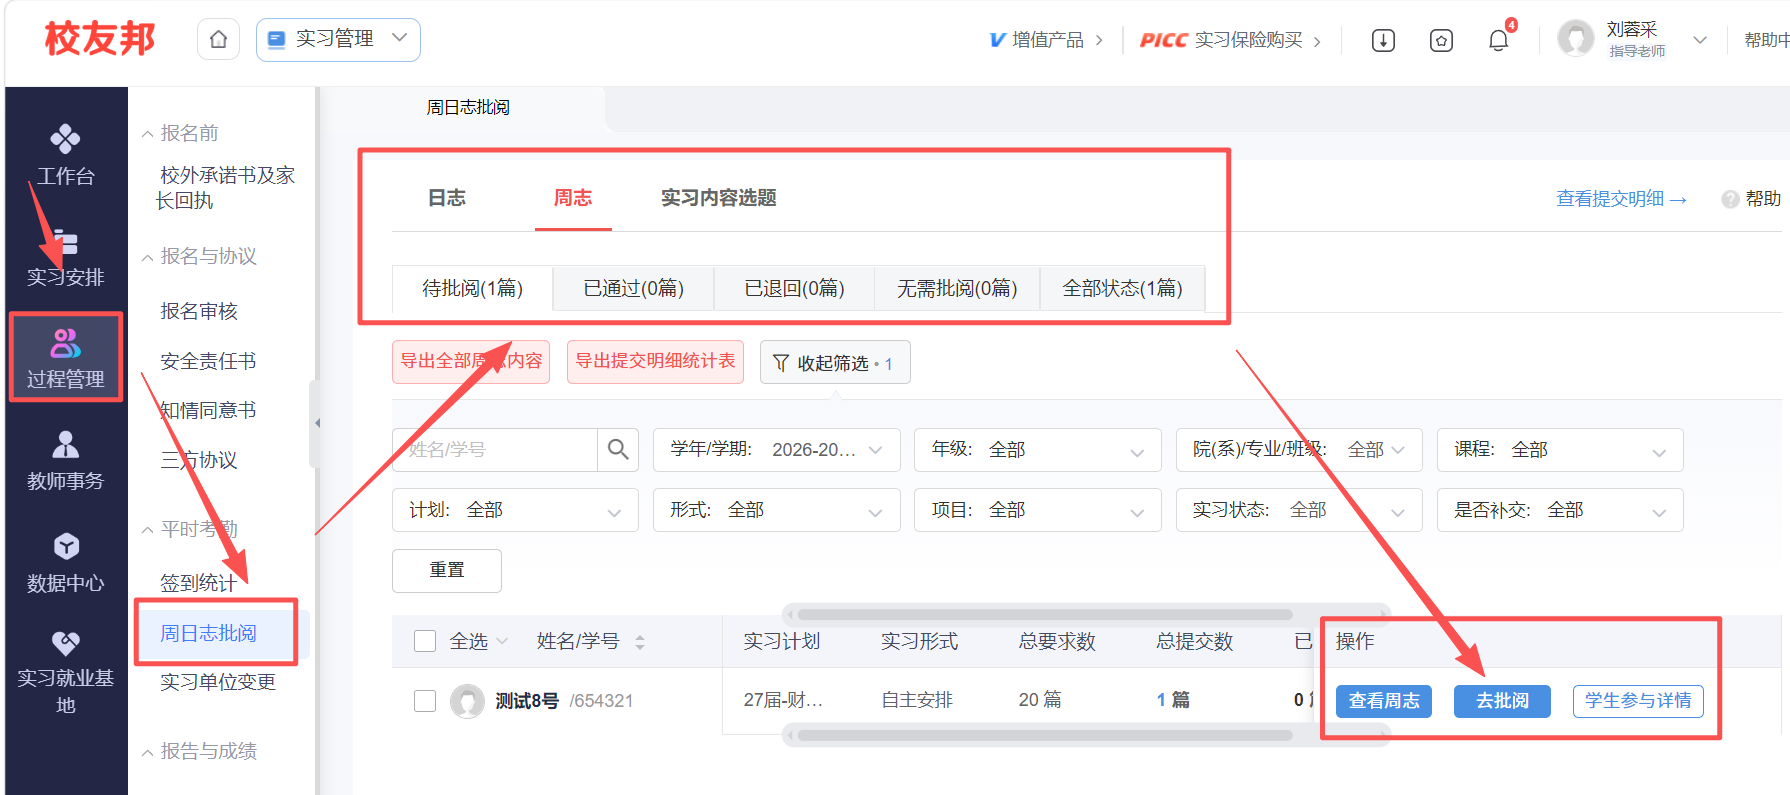 校友邦
实习管理
增值产品
PICC 实习保险购买
4
刘蓉采
指导老师
帮助中
工作台
实习安排
过程管理
教师事务
数据中心
实习就业基
地
报名前
校外承诺书及家
长回执
报名与协议
报名审核
安全责任书
知情同意书
三方协议
平时考勤
签到统计
周日志批阅
实习单位变更
报告与成绩
周日志批阅
日志 周志 实习内容选题
查看提交明细→ ? 帮助
待批阅(1篇) 已通过(0篇) 已退回(0篇) 无需批阅(0篇) 全部状态(1篇)
导出全部周志内容 导出提交明细统计表 收起筛选 • 1
姓名/学号 学年/学期: 2026-20... 年级: 全部 院(系)/专业/班级: 全部 课程: 全部
计划: 全部 形式: 全部 项目: 全部 实习状态: 全部 是否补交: 全部
重置
全选 姓名/学号 实习计划 实习形式 总要求数 总提交数 已 操作
测试8号 /654321 27届-财... 自主安排 20 篇 1 篇 0 查看周志 去批阅 学生参与详情